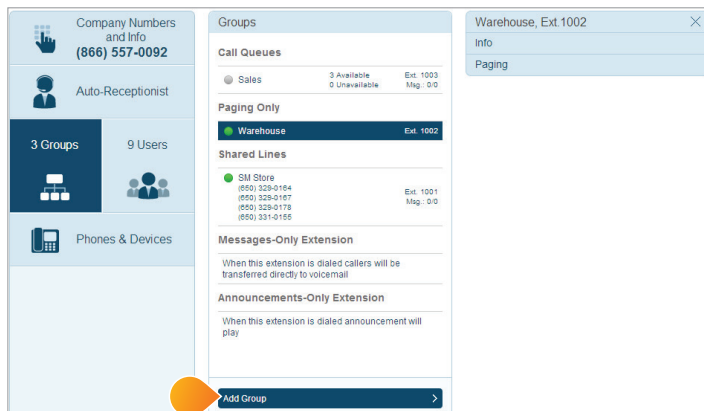 Company Numbers
and Info
(866) 557-0092
Auto-Receptionist
3 Groups
9 Users
Phones & Devices
Groups
Call Queues
Sales 3 Available Ext. 1003
0 Unavailable Msg.: 0/0
Paging Only
Warehouse Ext. 1002
Shared Lines
SM Store
(650) 329-0164
(650) 329-0167 Ext. 1001
(650) 329-0178 Msg.: 0/0
(650) 331-0156
Messages-Only Extension
When this extension is dialed callers will be
transferred directly to voicemail
Announcements-Only Extension
When this extension is dialed announcement will
play
Add Group
Warehouse, Ext.1002
Info
Paging